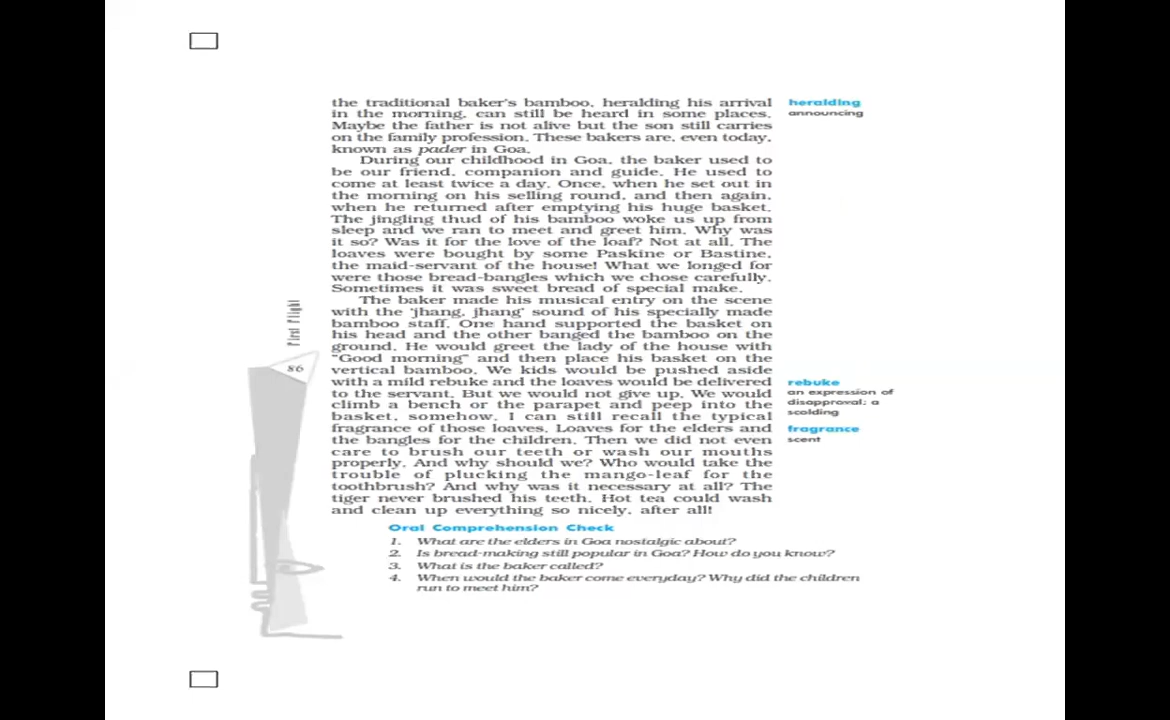 the traditional baker's bamboo, heralding his arrival
in the morning, can still be heard in some places.
Maybe the father is not alive but the son still carries
on the family profession. These bakers are, even today,
known as pader in Goa.
During our childhood in Goa, the baker used to
be our friend, companion and guide. He used to
come at least twice a day. Once, when he set out in
the morning on his selling round, and then again,
when he returned after emptying his huge basket.
The jingling thud of his bamboo woke us up from
sleep and we ran to meet and greet him. Why was
it so? Was it for the love of the loaf? Not at all. The
loaves were bought by some Paskine or Bastine,
the maid-servant of the house! What we longed for
were those bread-bangles which we chose carefully.
Sometimes it was sweet bread of special make.
The baker made his musical entry on the scene
with the 'jhang, jhang' sound of his specially made
bamboo staff. One hand supported the basket on
his head and the other banged the bamboo on the
ground. He would greet the lady of the house with
"Good morning" and then place his basket on the
vertical bamboo. We kids would be pushed aside
with a mild rebuke and the loaves would be delivered
to the servant. But we would not give up. We would
climb a bench or the parapet and peep into the
basket, somehow. I can still recall the typical
fragrance of those loaves. Loaves for the elders and
the bangles for the children. Then we did not even
care to brush our teeth or wash our mouths
properly. And why should we? Who would take the
trouble of plucking the mango-leaf for the
toothbrush? And why was it necessary at all? The
tiger never brushed his teeth. Hot tea could wash
and clean up everything so nicely, after all!
heralding
announcing
rebuke
an expression of
disapproval; a
scolding
fragrance
scent
Oral Comprehension Check
1. What are the elders in Goa nostalgic about?
2. Is bread-making still popular in Goa? How do you know?
3. What is the baker called?
4. When would the baker come everyday? Why did the children
run to meet him?
First Flight
86